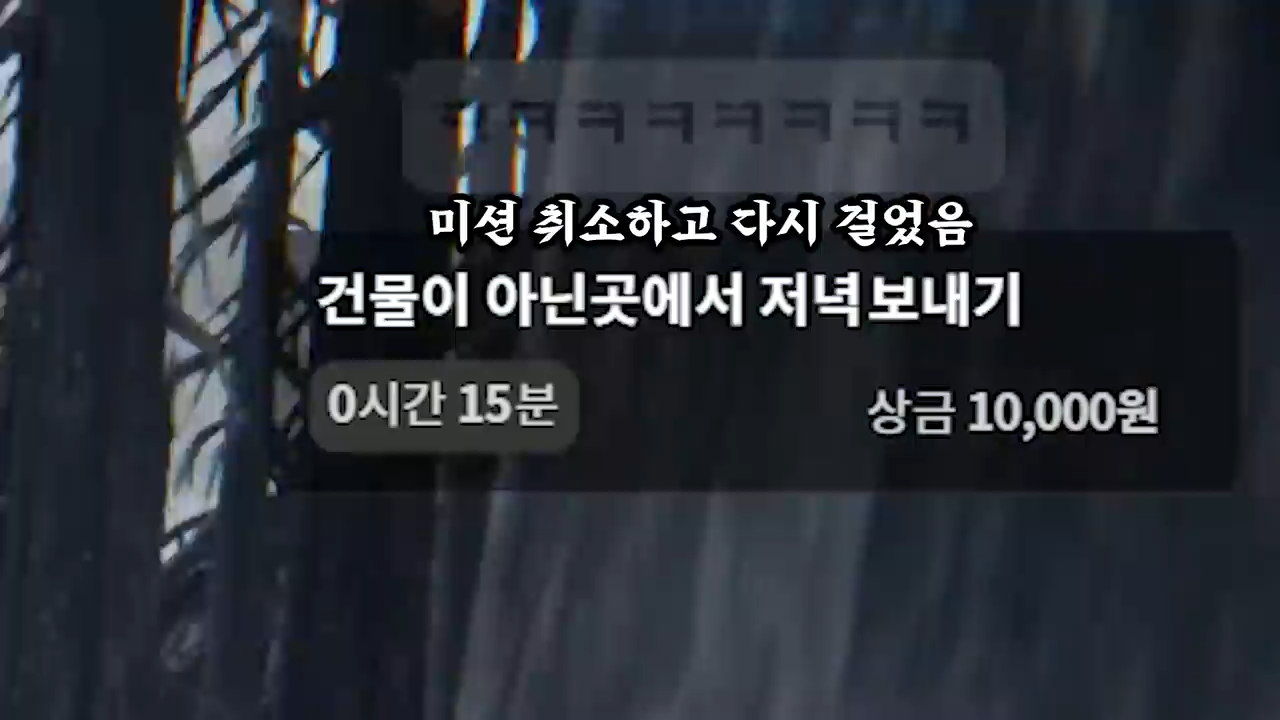 ㅋㅋㅋㅋㅋㅋㅋㅋ
미션 취소하고 다시 걸었음
건물이 아닌곳에서 저녁보내기
0시간 15분
상금 10,000원